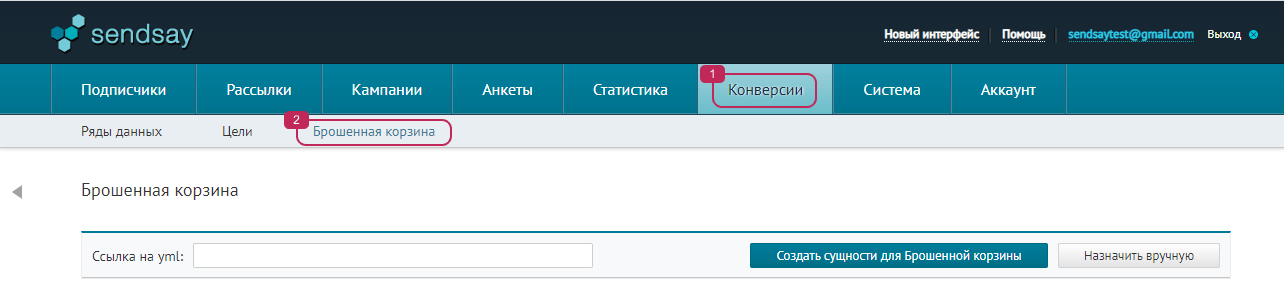 sendsay
Новый интерфейс Помощь sendsaytest@gmail.com Выход
1
Подписчики Рассылки Кампании Анкеты Статистика Конверсии Система Аккаунт
2
Ряды данных Цели Брошенная корзина
Брошенная корзина
Ссылка на yml: Создать сущности для Брошенной корзины Назначить вручную